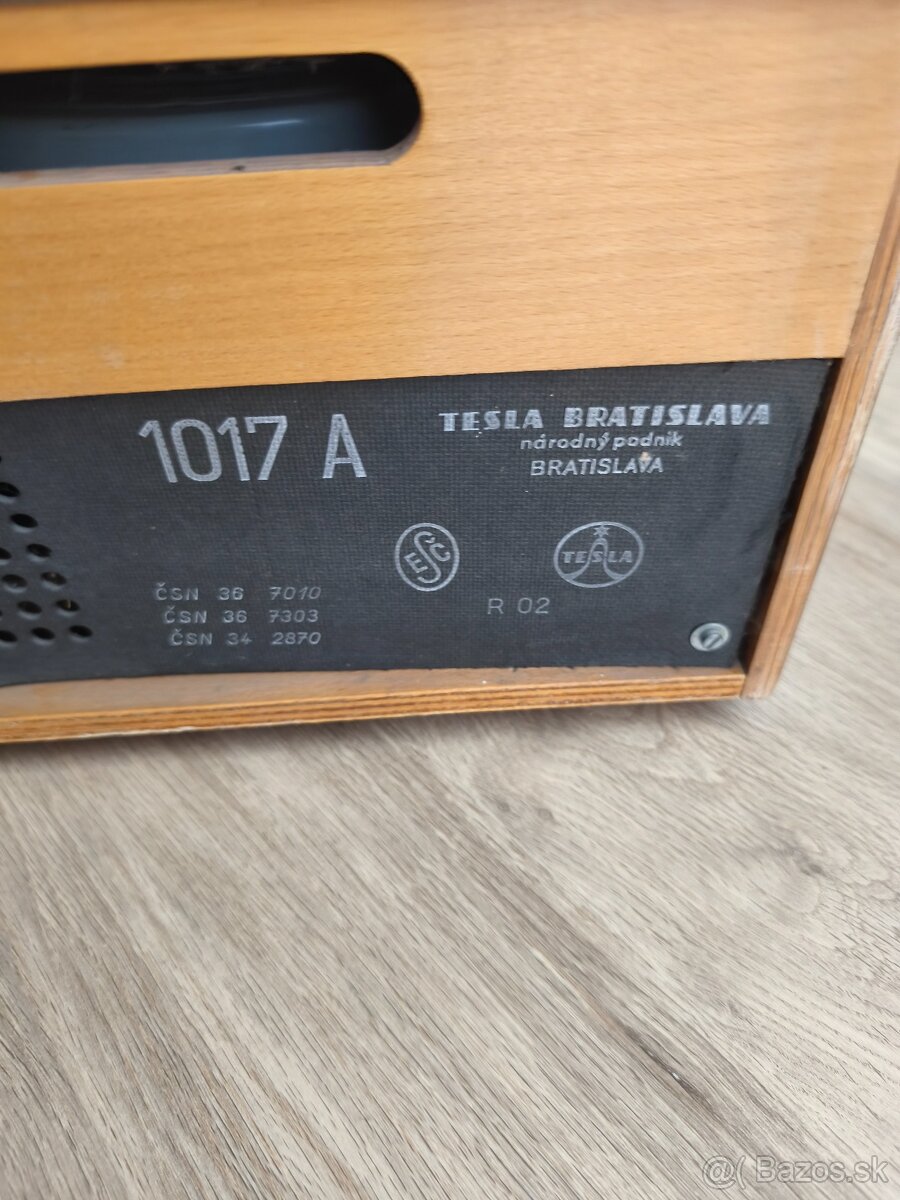 1017 A
TESLA BRATISLAVA
národný podnik
BRATISLAVA
ESČ
TESLA
R 02
ČSN 36 7010
ČSN 36 7303
ČSN 34 2870
@( Bazos.sk